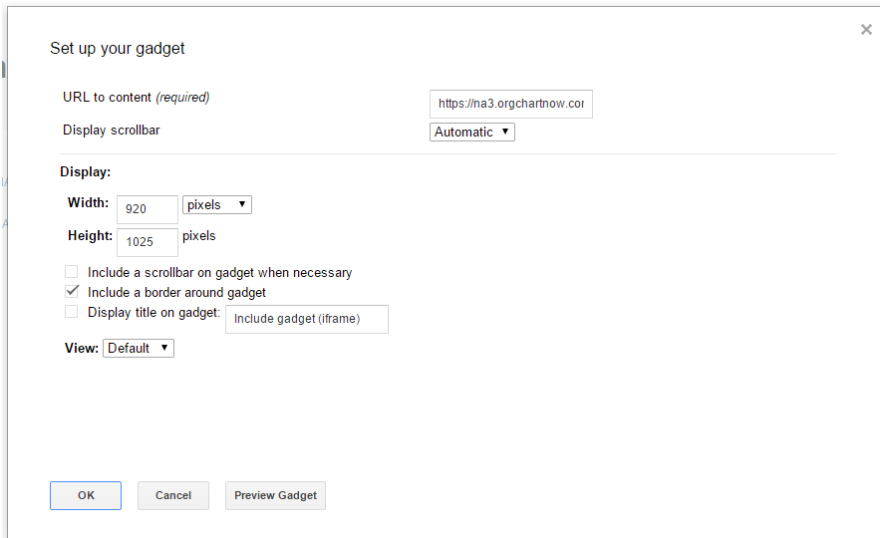 Set up your gadget
URL to content (required)
https://na3.orgchartnow.cor
Display scrollbar
Automatic
Display:
Width: 920 pixels
Height: 1025 pixels
Include a scrollbar on gadget when necessary
Include a border around gadget
Display title on gadget: Include gadget (iframe)
View: Default
OK Cancel Preview Gadget